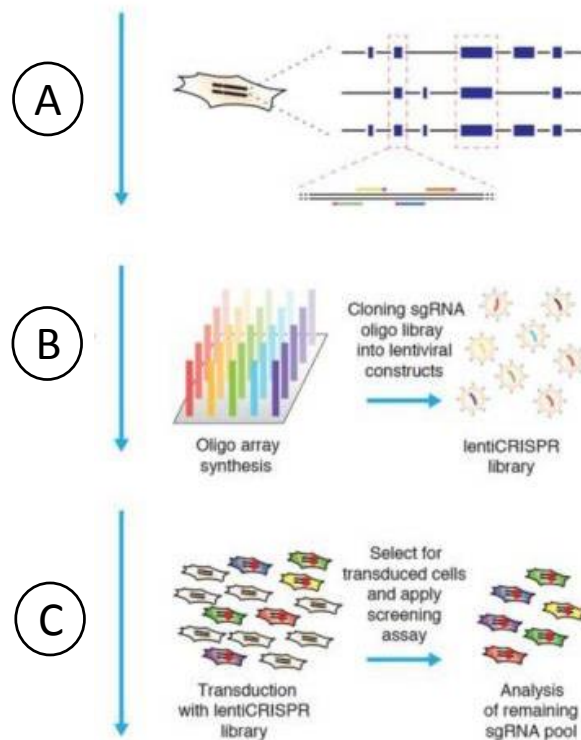 A
B
Cloning sgRNA
oligo libray
into lentiviral
constructs
Oligo array
synthesis
lentiCRISPR
library
C
Select for
transduced cells
and apply
screening
assay
Transduction
with lentiCRISPR
library
Analysis
of remaining
sgRNA pool